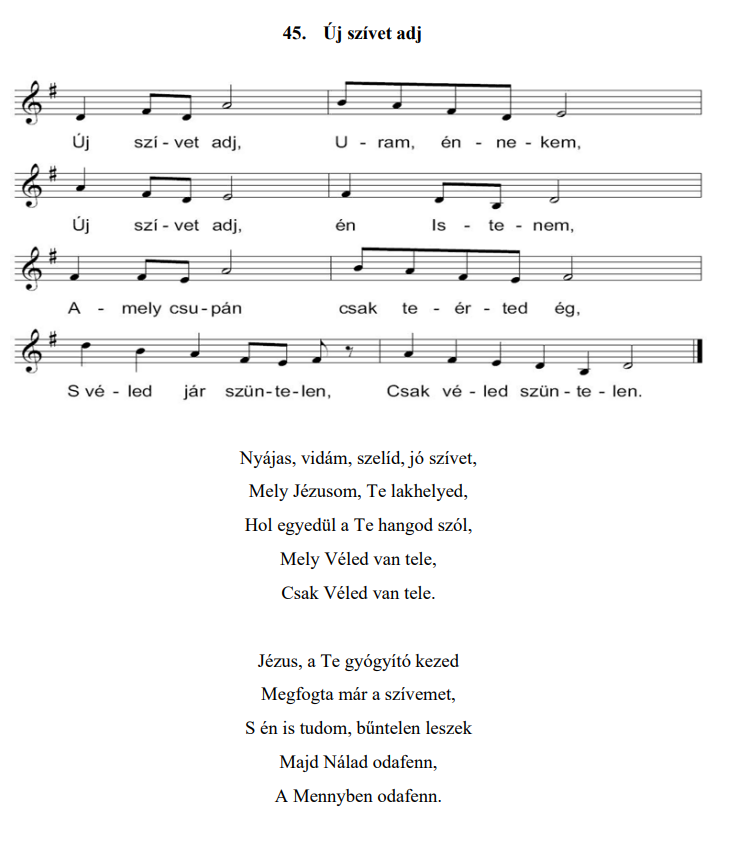 45. Új szívet adj
Új szí - vet adj, U - ram, én - ne - kem,
Új szí - vet adj, én Is - te - nem,
A - mely csu - pán csak te - ér - ted ég,
S vé - led jár szün - te - len, Csak vé - led szün - te - len.
Nyájas, vidám, szelíd, jó szívet,
Mely Jézusom, Te lakhelyed,
Hol egyedül a Te hangod szól,
Mely Véled van tele,
Csak Véled van tele.
Jézus, a Te gyógyító kezed
Megfogta már a szívemet,
S én is tudom, bűntelen leszek
Majd Nálad odafenn,
A Mennyben odafenn.